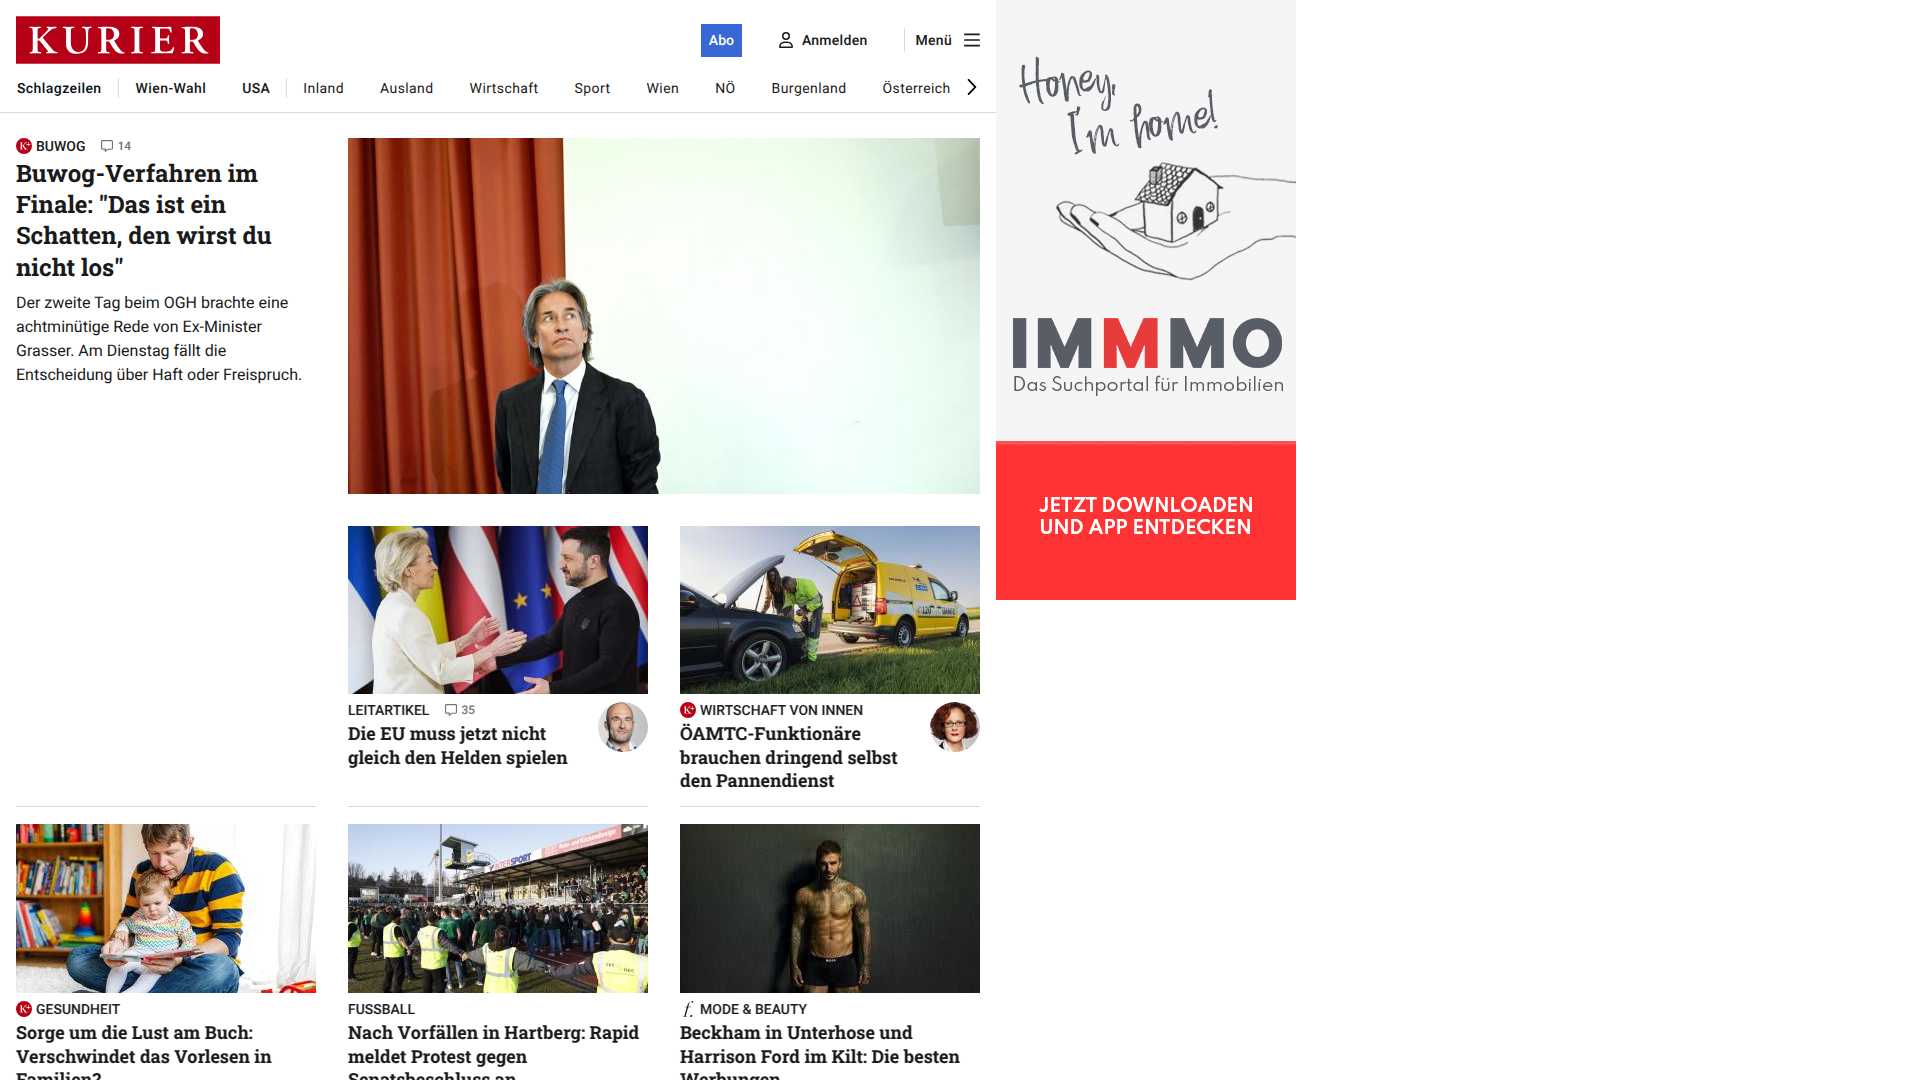 KURIER
Abo
Anmelden
Menü
Schlagzeilen
Wien-Wahl
USA
Inland
Ausland
Wirtschaft
Sport
Wien
NÖ
Burgenland
Österreich
BUWOG 14
Buwog-Verfahren im
Finale: "Das ist ein
Schatten, den wirst du
nicht los"
Der zweite Tag beim OGH brachte eine
achtminütige Rede von Ex-Minister
Grasser. Am Dienstag fällt die
Entscheidung über Haft oder Freispruch.
LEITARTIKEL 35
Die EU muss jetzt nicht
gleich den Helden spielen
WIRTSCHAFT VON INNEN
ÖAMTC-Funktionäre
brauchen dringend selbst
den Pannendienst
GESUNDHEIT
Sorge um die Lust am Buch:
Verschwindet das Vorlesen in
Familien?
FUSSBALL
Nach Vorfällen in Hartberg: Rapid
meldet Protest gegen
Senatsbeschluss an
MODE & BEAUTY
Beckham in Unterhose und
Harrison Ford im Kilt: Die besten
Werbungen
Honey,
I'm home!
IMMMO
Das Suchportal für Immobilien
JETZT DOWNLOADEN
UND APP ENTDECKEN